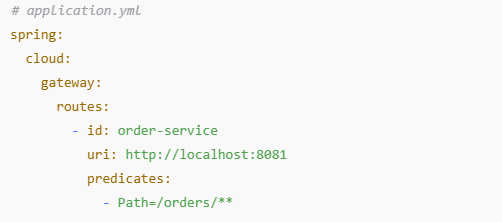 # application.yml
spring:
  cloud:
    gateway:
      routes:
        - id: order-service
          uri: http://localhost:8081
          predicates:
            - Path=/orders/**